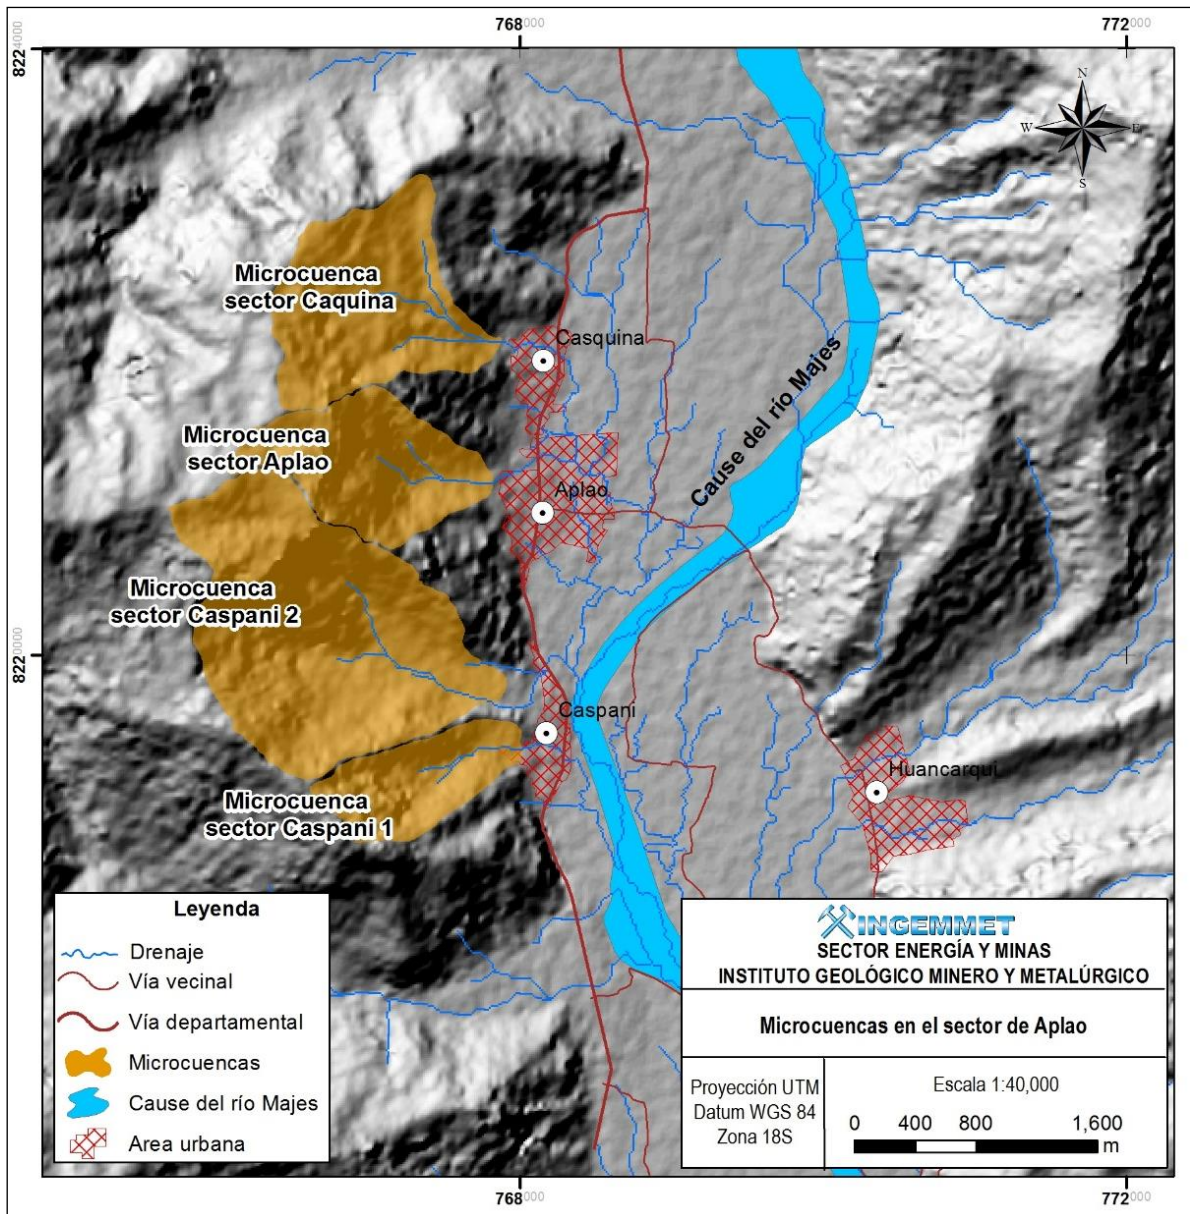 768000
772000
8224000
N
W
E
S
Microcuenca
sector Caquina
Casquina
Cause del río Majes
Microcuenca
sector Aplao
Aplao
Microcuenca
sector Caspani 2
8220000
Caspani
Huancarqui
Microcuenca
sector Caspani 1
Leyenda
Drenaje
Vía vecinal
Vía departamental
Microcuencas
Cause del río Majes
Area urbana
INGEMMET
SECTOR ENERGÍA Y MINAS
INSTITUTO GEOLÓGICO MINERO Y METALÚRGICO
Microcuencas en el sector de Aplao
Proyección UTM
Datum WGS 84
Zona 18S
Escala 1:40,000
0 400 800 1,600
m
768000
772000